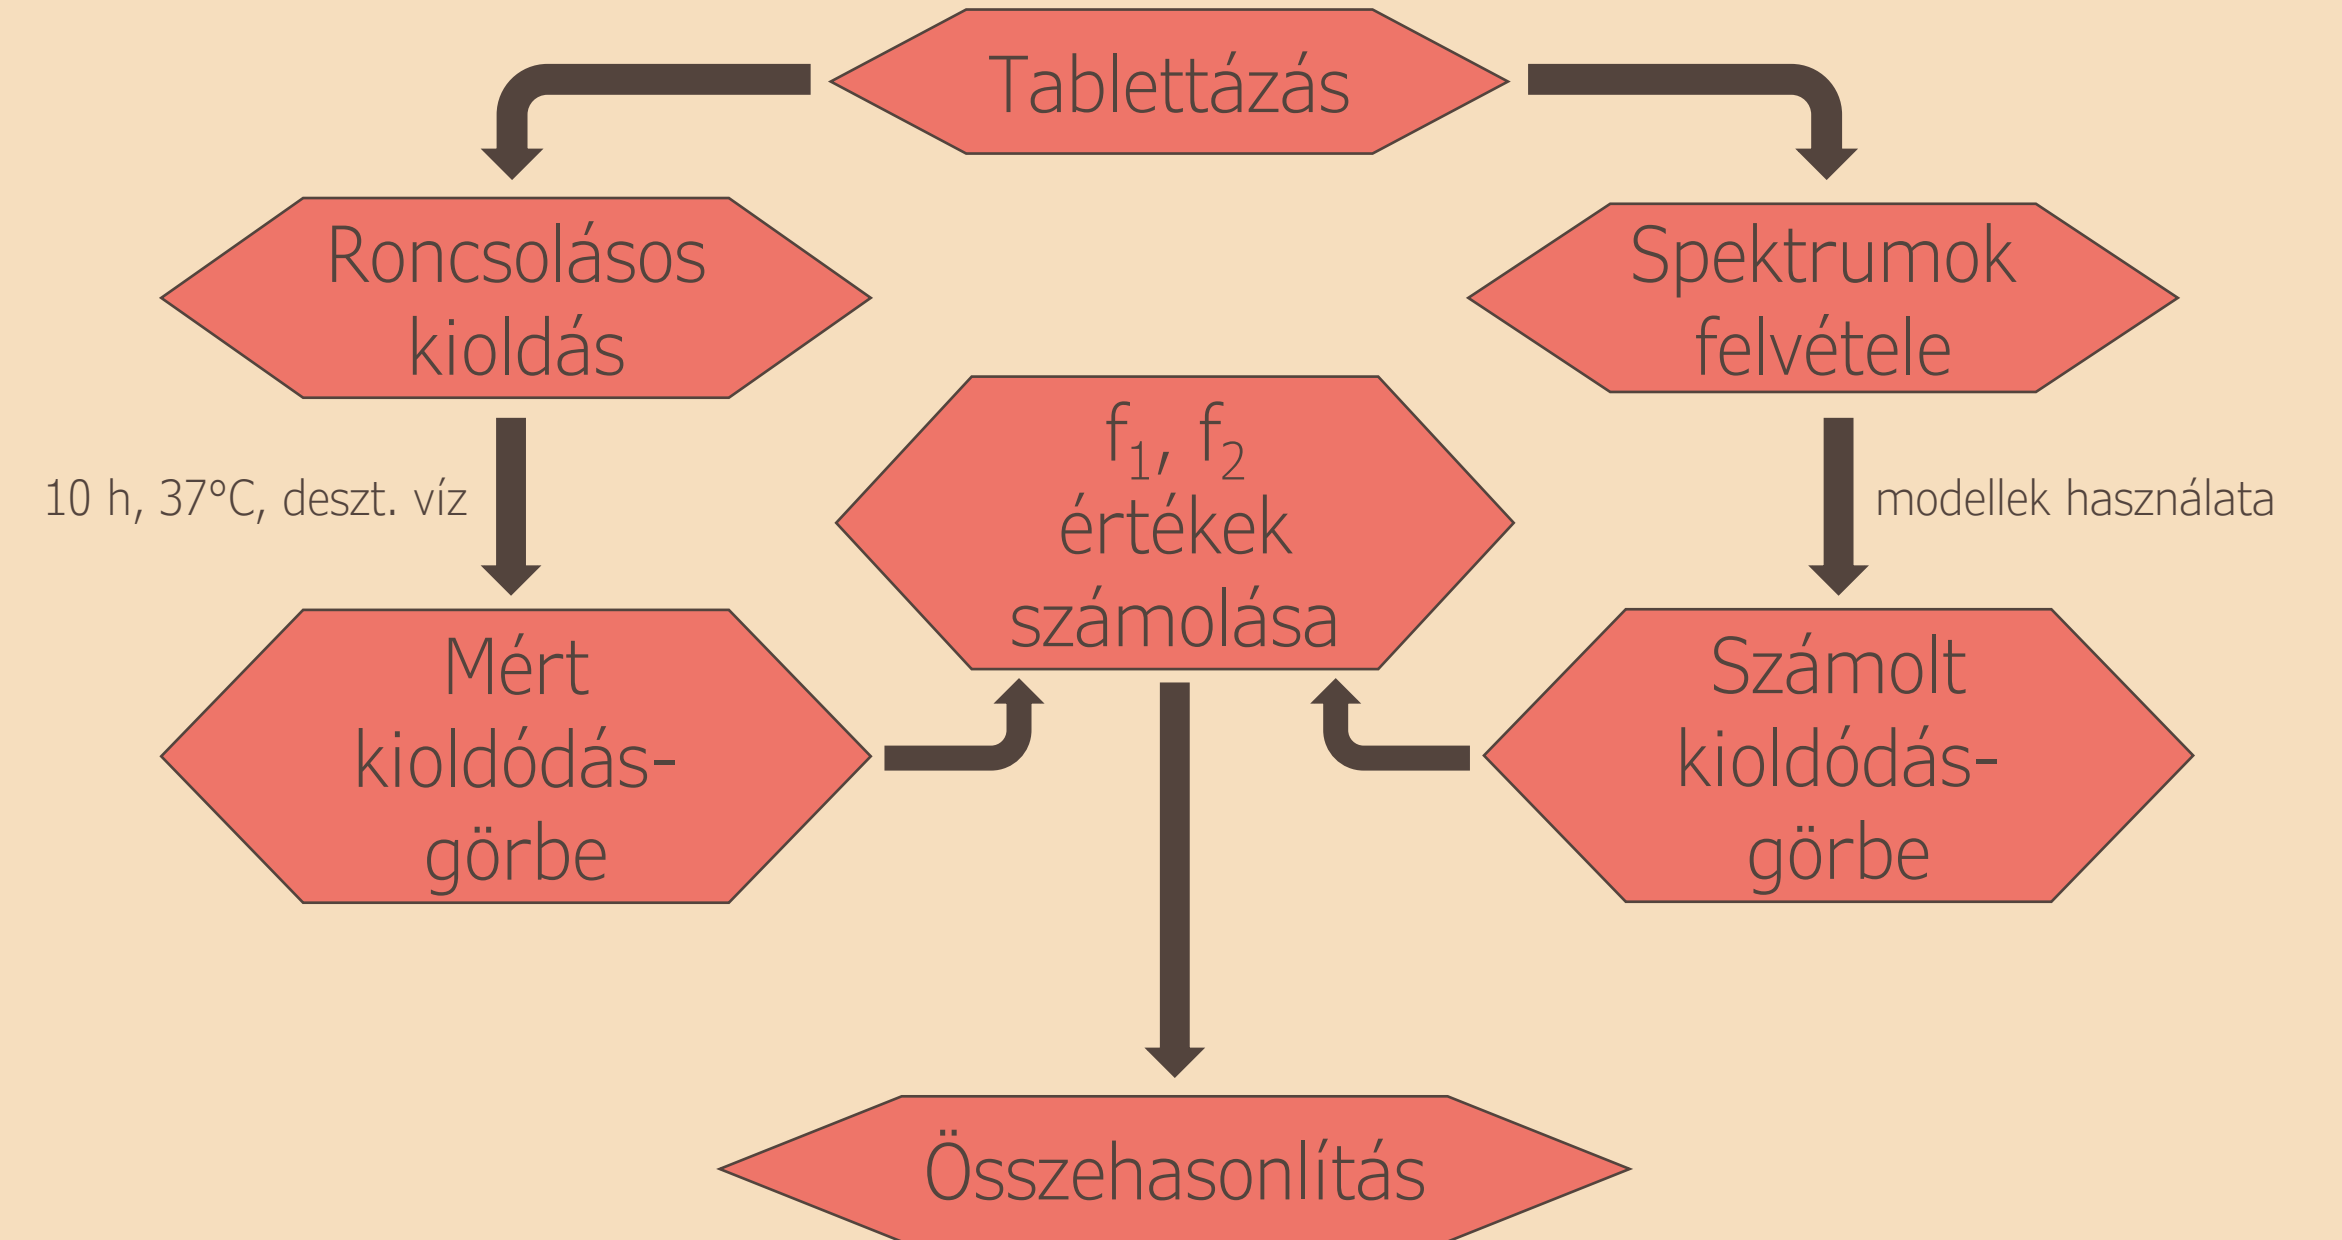 Tablettázás
Roncsolásos
kioldás
Spektrumok
felvétele
f₁, f₂
értékek
számolása
10 h, 37°C, deszt. víz
modellek használata
Mért
kioldódás-
görbe
Számolt
kioldódás-
görbe
Összehasonlítás